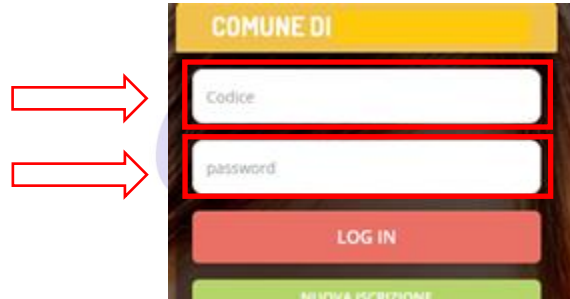 COMUNE DI
Codice
password
LOG IN
NUOVA ISCRIZIONE